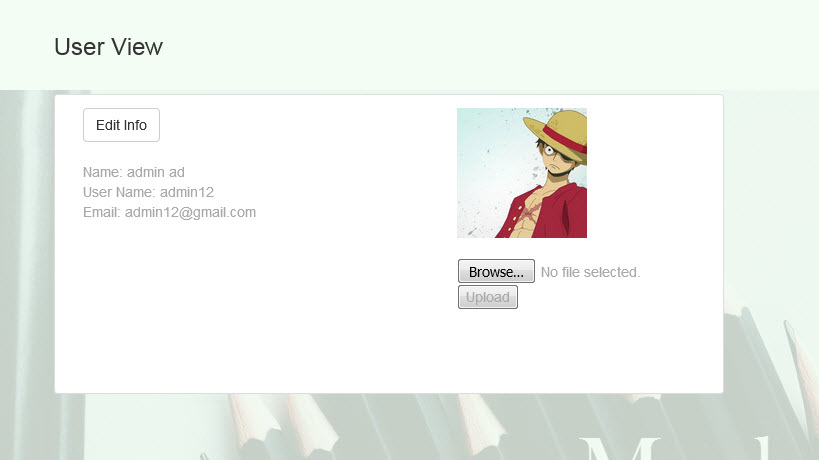 User View
Edit Info
Name: admin ad
User Name: admin12
Email: admin12@gmail.com
Browse...
No file selected.
Upload